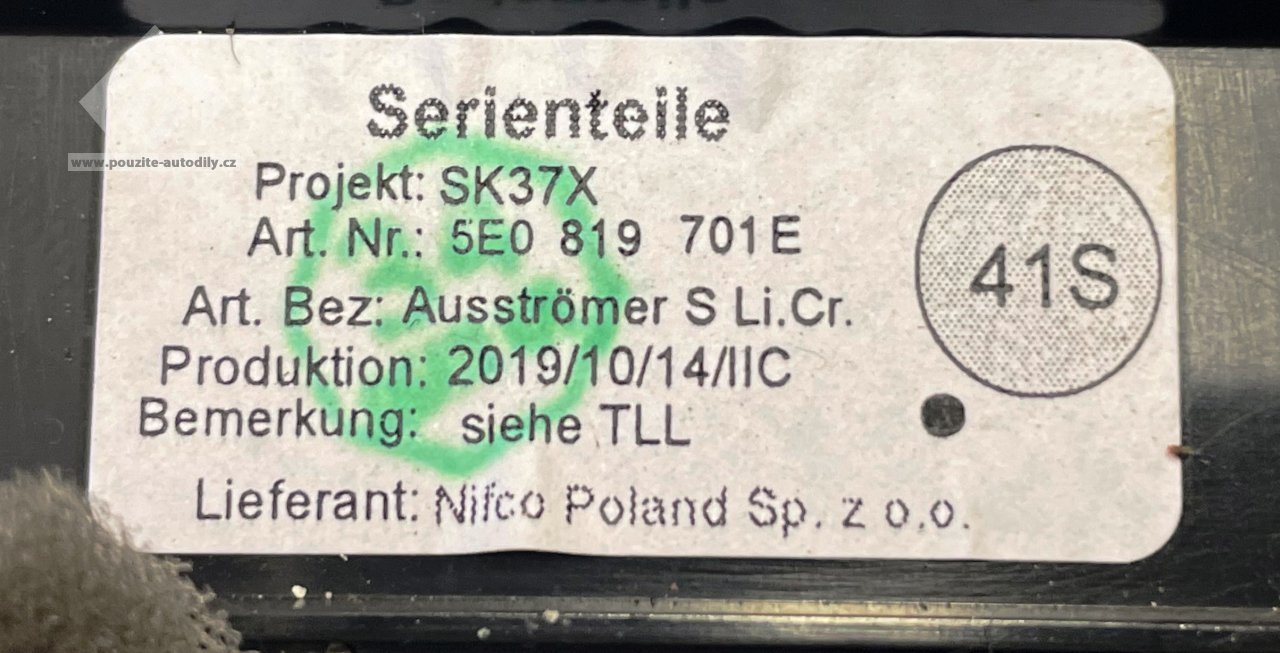 Serienteile
www.pouzite-autodily.cz
Projekt: SK37X
Art. Nr.: 5E0 819 701E
Art. Bez: Ausströmer S Li.Cr.
Produktion: 2019/10/14/IIC
Bemerkung: siehe TLL
Lieferant: Nifco Poland Sp. z o.o.
41S